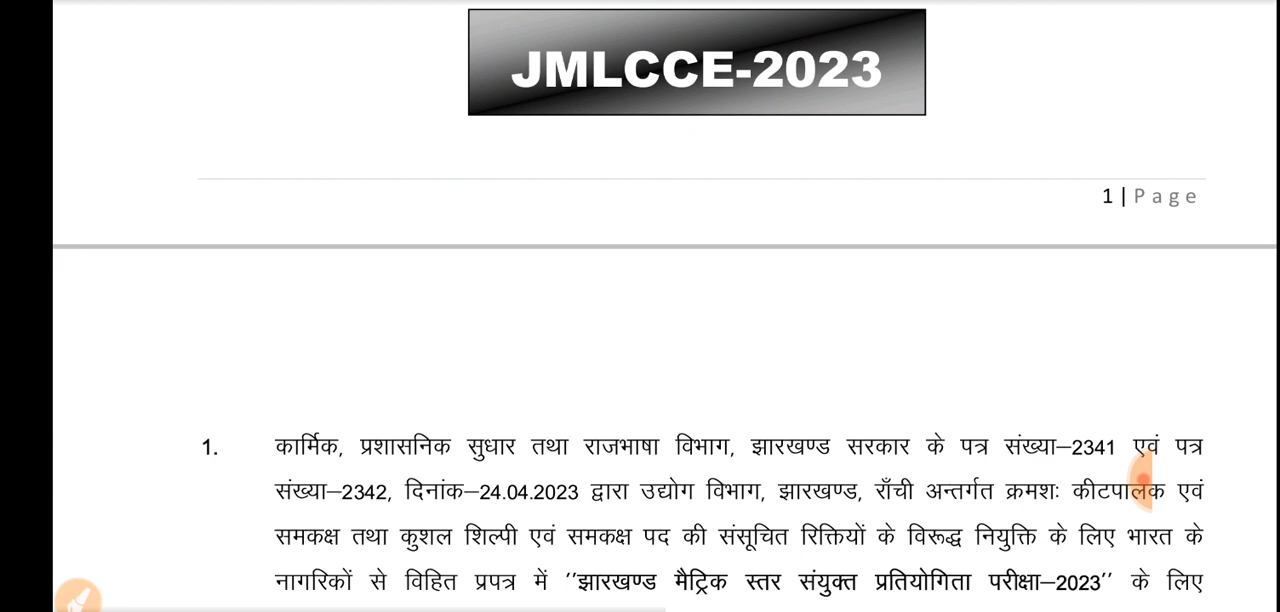 JMLCCE-2023
1 | Page
1. कार्मिक, प्रशासनिक सुधार तथा राजभाषा विभाग, झारखण्ड सरकार के पत्र संख्या–2341 एवं पत्र
संख्या–2342, दिनांक–24.04.2023 द्वारा उद्योग विभाग, झारखण्ड, राँची अन्तर्गत क्रमशः कीटपालक एवं
समकक्ष तथा कुशल शिल्पी एवं समकक्ष पद की संसूचित रिक्तियों के विरूद्ध नियुक्ति के लिए भारत के
नागरिकों से विहित प्रपत्र में ''झारखण्ड मैट्रिक स्तर संयुक्त प्रतियोगिता परीक्षा–2023'' के लिए